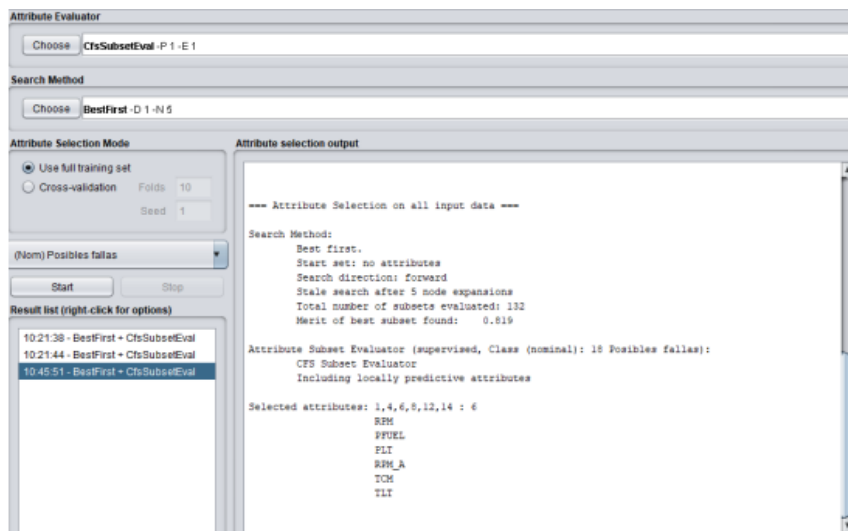 Attribute Evaluator
Choose CfsSubsetEval -P 1 -E 1
Search Method
Choose BestFirst -D 1 -N 5
Attribute Selection Mode
Use full training set
Cross-validation Folds 10
Seed 1
(Nom) Posibles fallas
Start Stop
Result list (right-click for options)
10:21:38 - BestFirst + CfsSubsetEval
10:21:44 - BestFirst + CfsSubsetEval
10:45:51 - BestFirst + CfsSubsetEval
Attribute selection output
=== Attribute Selection on all input data ===
Search Method:
Best first.
Start set: no attributes
Search direction: forward
Stale search after 5 node expansions
Total number of subsets evaluated: 132
Merit of best subset found: 0.819
Attribute Subset Evaluator (supervised, Class (nominal): 18 Posibles fallas):
CFS Subset Evaluator
Including locally predictive attributes
Selected attributes: 1,4,6,8,12,14 : 6
RPM
PFUEL
PLT
RPM_A
TCM
TLT